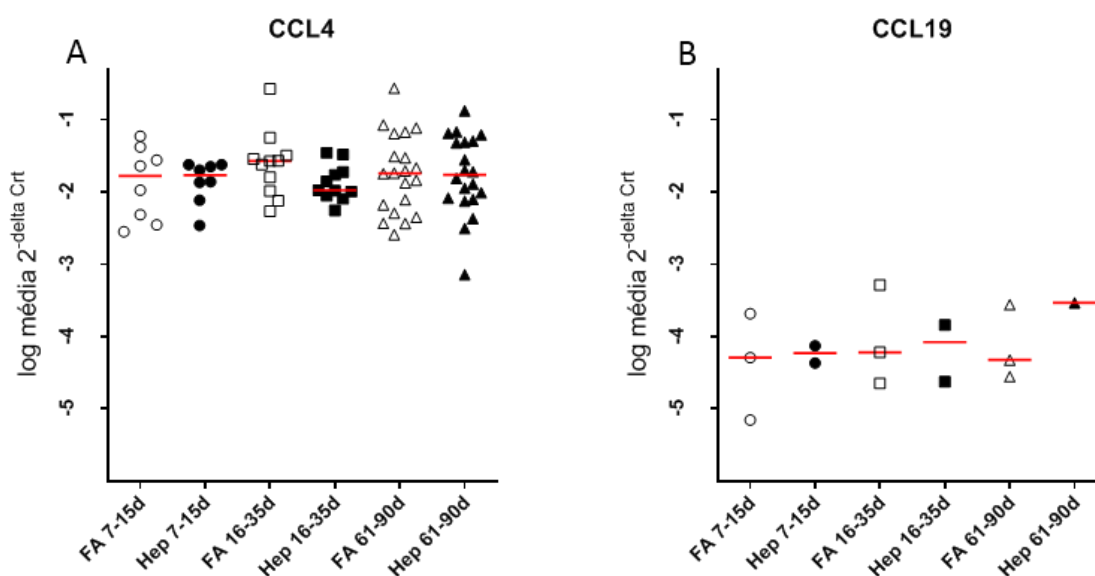 A
CCL4
log média 2^-delta Crt
-1
-2
-3
-4
-5
FA 7-15d
Hep 7-15d
FA 16-35d
Hep 16-35d
FA 61-90d
Hep 61-90d
B
CCL19
log média 2^-delta Crt
-1
-2
-3
-4
-5
FA 7-15d
Hep 7-15d
FA 16-35d
Hep 16-35d
FA 61-90d
Hep 61-90d